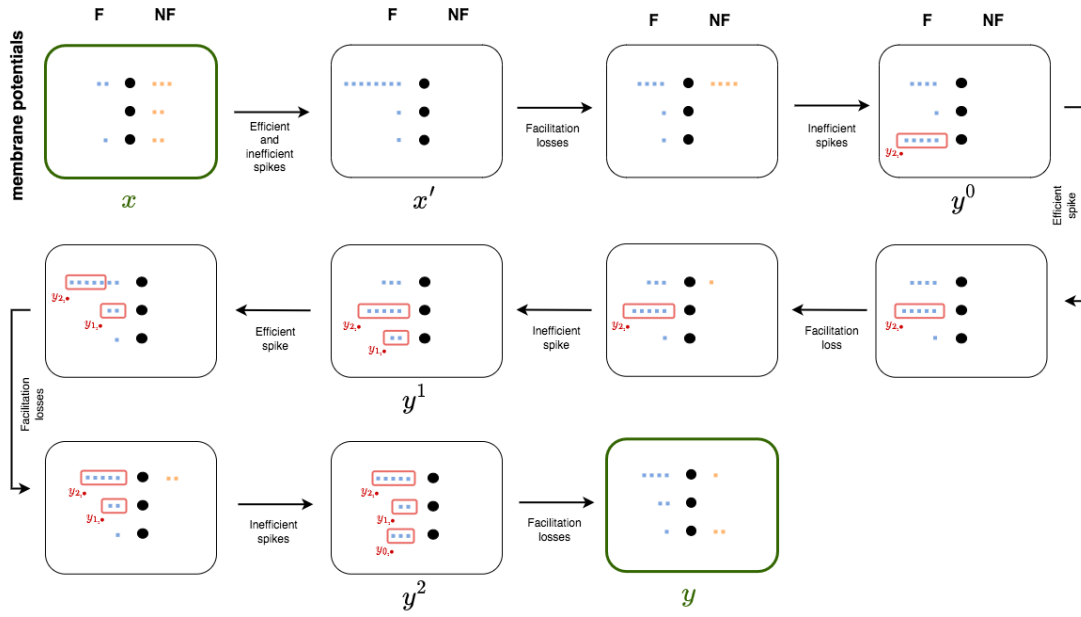 F NF F NF F NF F NF
membrane potentials
Efficient
and
inefficient
spikes
Facilitation
losses
Inefficient
spikes
y₂,•
x
x′
y⁰
Efficient
spike
y₂,•
y₁,•
Efficient
spike
y₂,•
y₁,•
Inefficient
spike
y₂,•
Facilitation
loss
y₂,•
y¹
Facilitation
losses
y₂,•
y₁,•
Inefficient
spikes
y₂,•
y₁,•
y₀,•
Facilitation
losses
y²
y